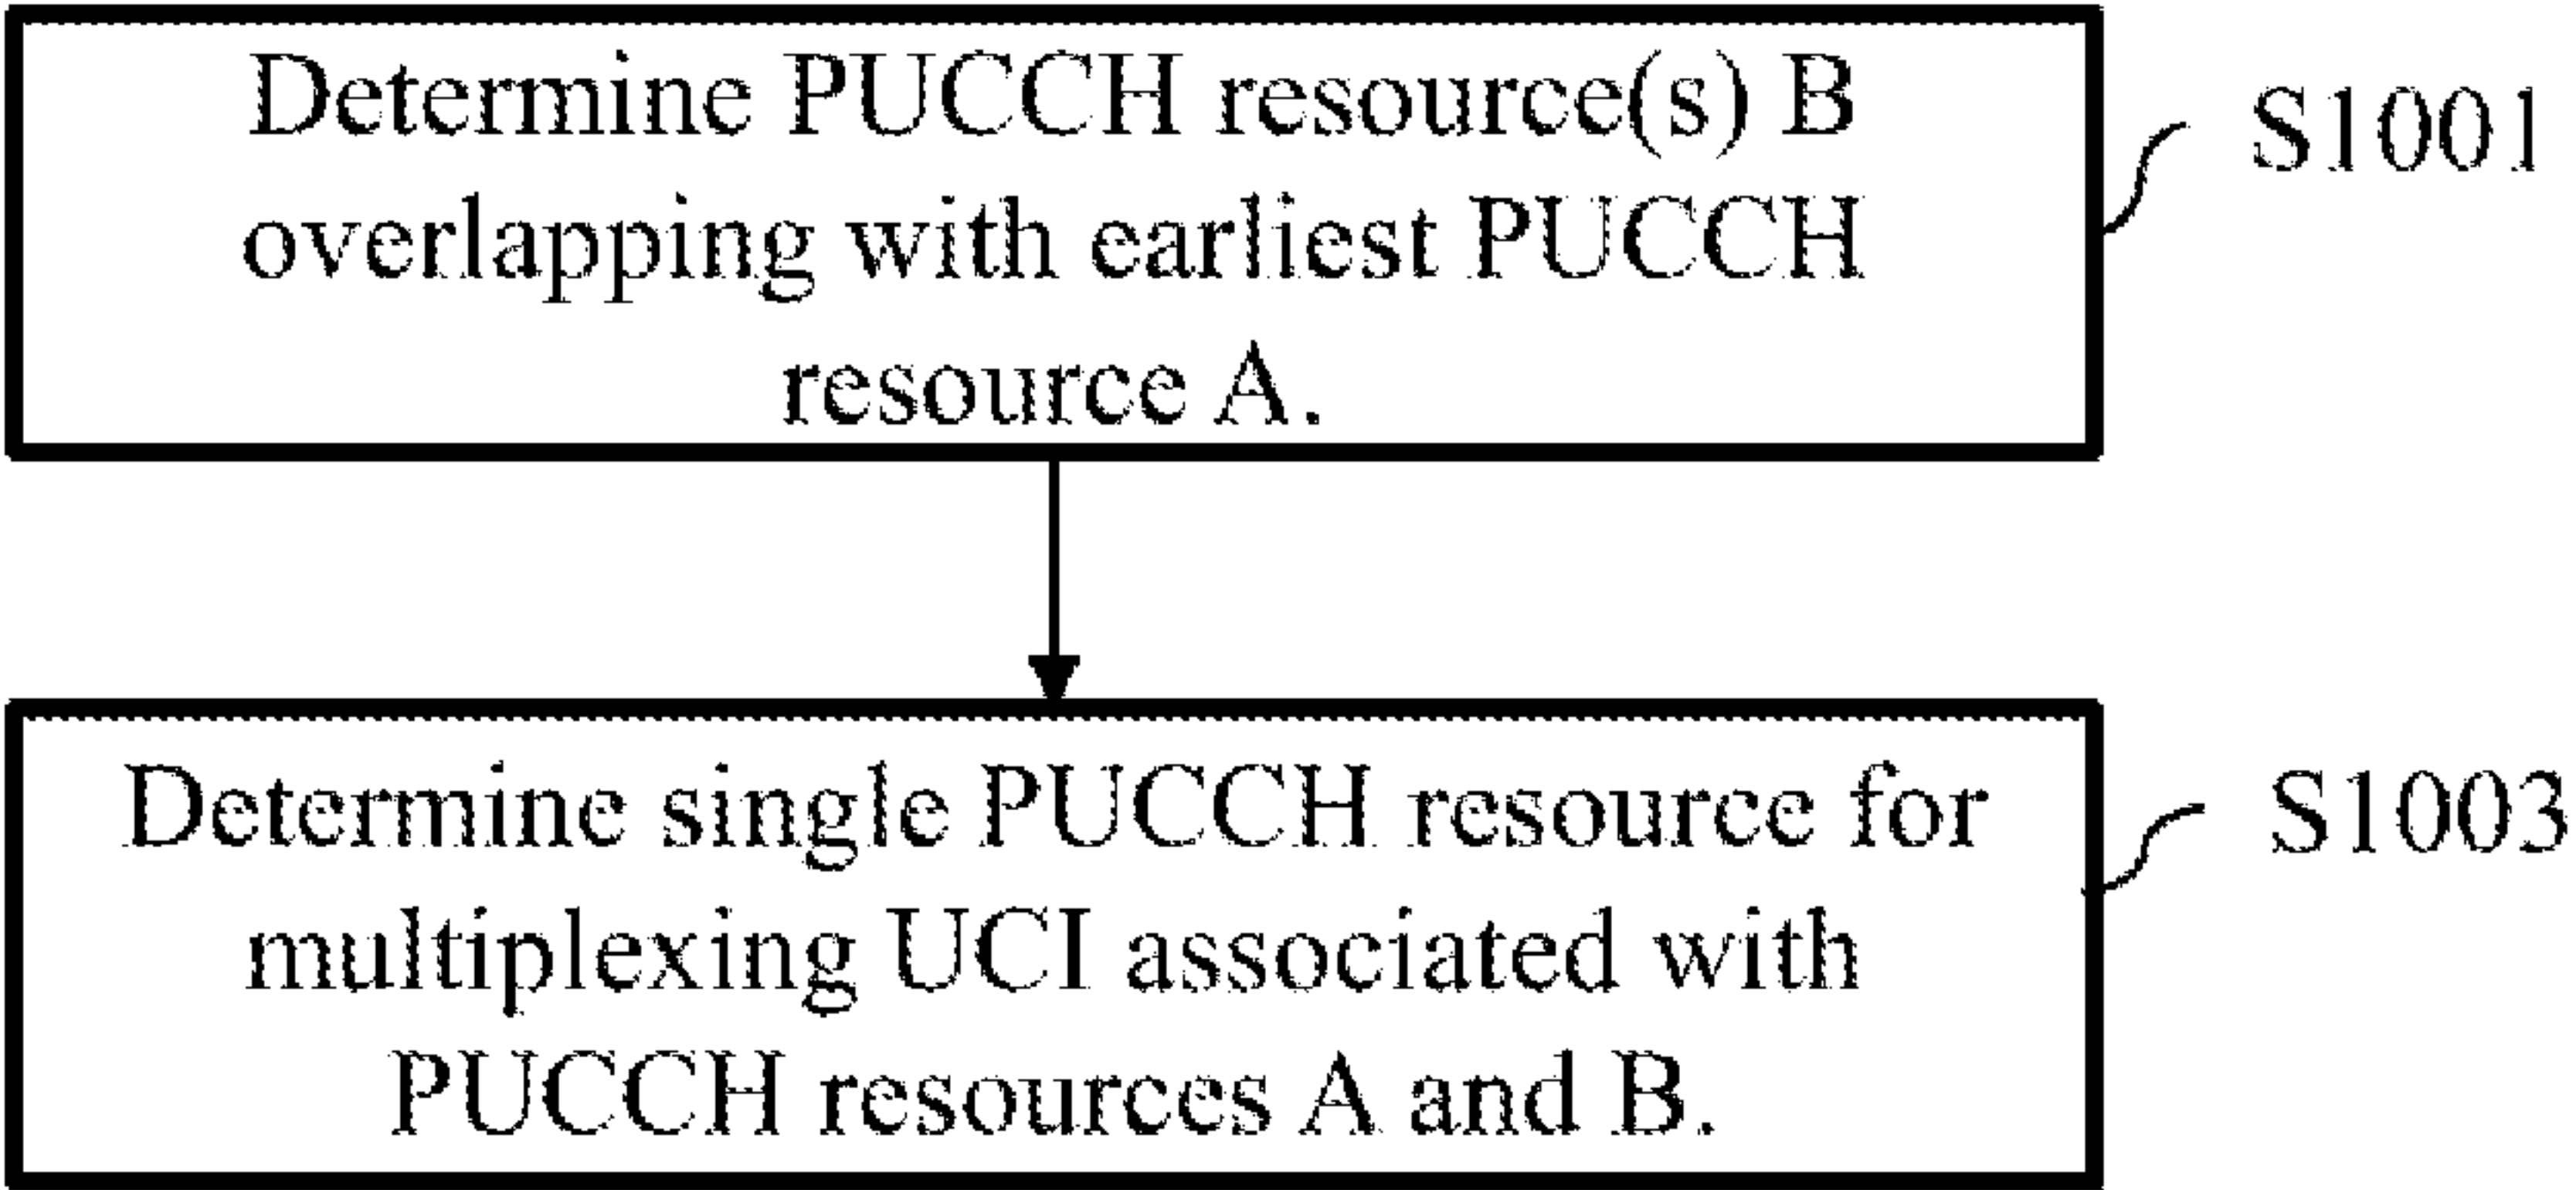 Determine PUCCH resource(s) B
overlapping with earliest PUCCH
resource A.
S1001
Determine single PUCCH resource for
multiplexing UCI associated with
PUCCH resources A and B.
S1003